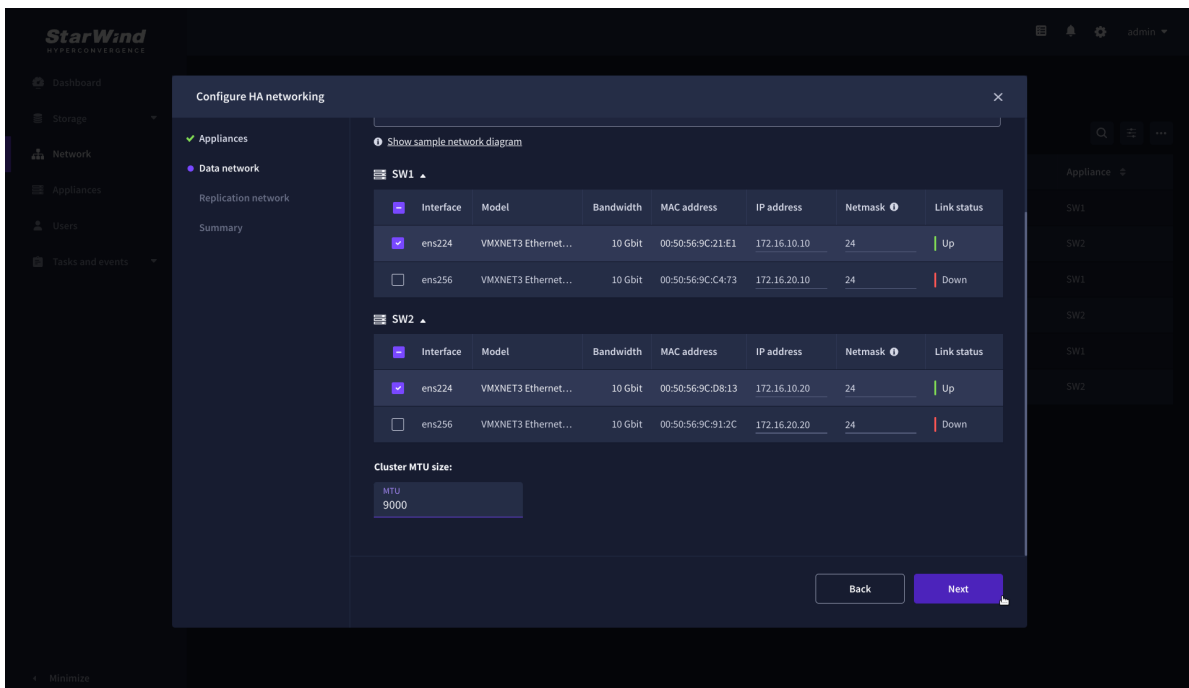 StarWind
HYPERCONVERGENCE
admin
Dashboard
Storage
Network
Appliances
Users
Tasks and events
Minimize
Appliance
SW1
SW2
SW1
SW2
SW1
SW2
Configure HA networking
Appliances
Data network
Replication network
Summary
Show sample network diagram
SW1
Interface Model Bandwidth MAC address IP address Netmask Link status
ens224 VMXNET3 Ethernet... 10 Gbit 00:50:56:9C:21:E1 172.16.10.10 24 Up
ens256 VMXNET3 Ethernet... 10 Gbit 00:50:56:9C:C4:73 172.16.20.10 24 Down
SW2
Interface Model Bandwidth MAC address IP address Netmask Link status
ens224 VMXNET3 Ethernet... 10 Gbit 00:50:56:9C:D8:13 172.16.10.20 24 Up
ens256 VMXNET3 Ethernet... 10 Gbit 00:50:56:9C:91:2C 172.16.20.20 24 Down
Cluster MTU size:
MTU
9000
Back
Next